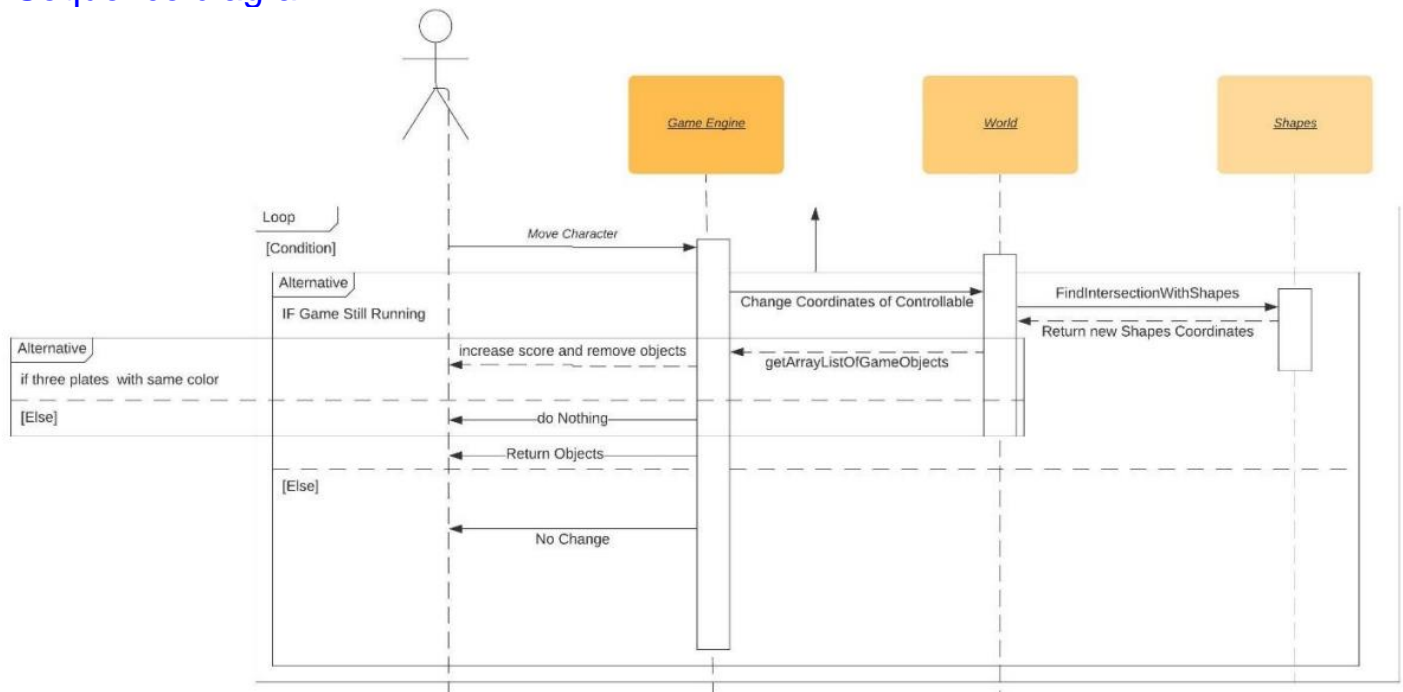 Game Engine
World
Shapes
Loop
[Condition]
Move Character
Alternative
IF Game Still Running
Change Coordinates of Controllable
FindIntersectionWithShapes
Return new Shapes Coordinates
Alternative
if three plates with same color
increase score and remove objects
getArrayListOfGameObjects
[Else]
do Nothing
Return Objects
[Else]
No Change